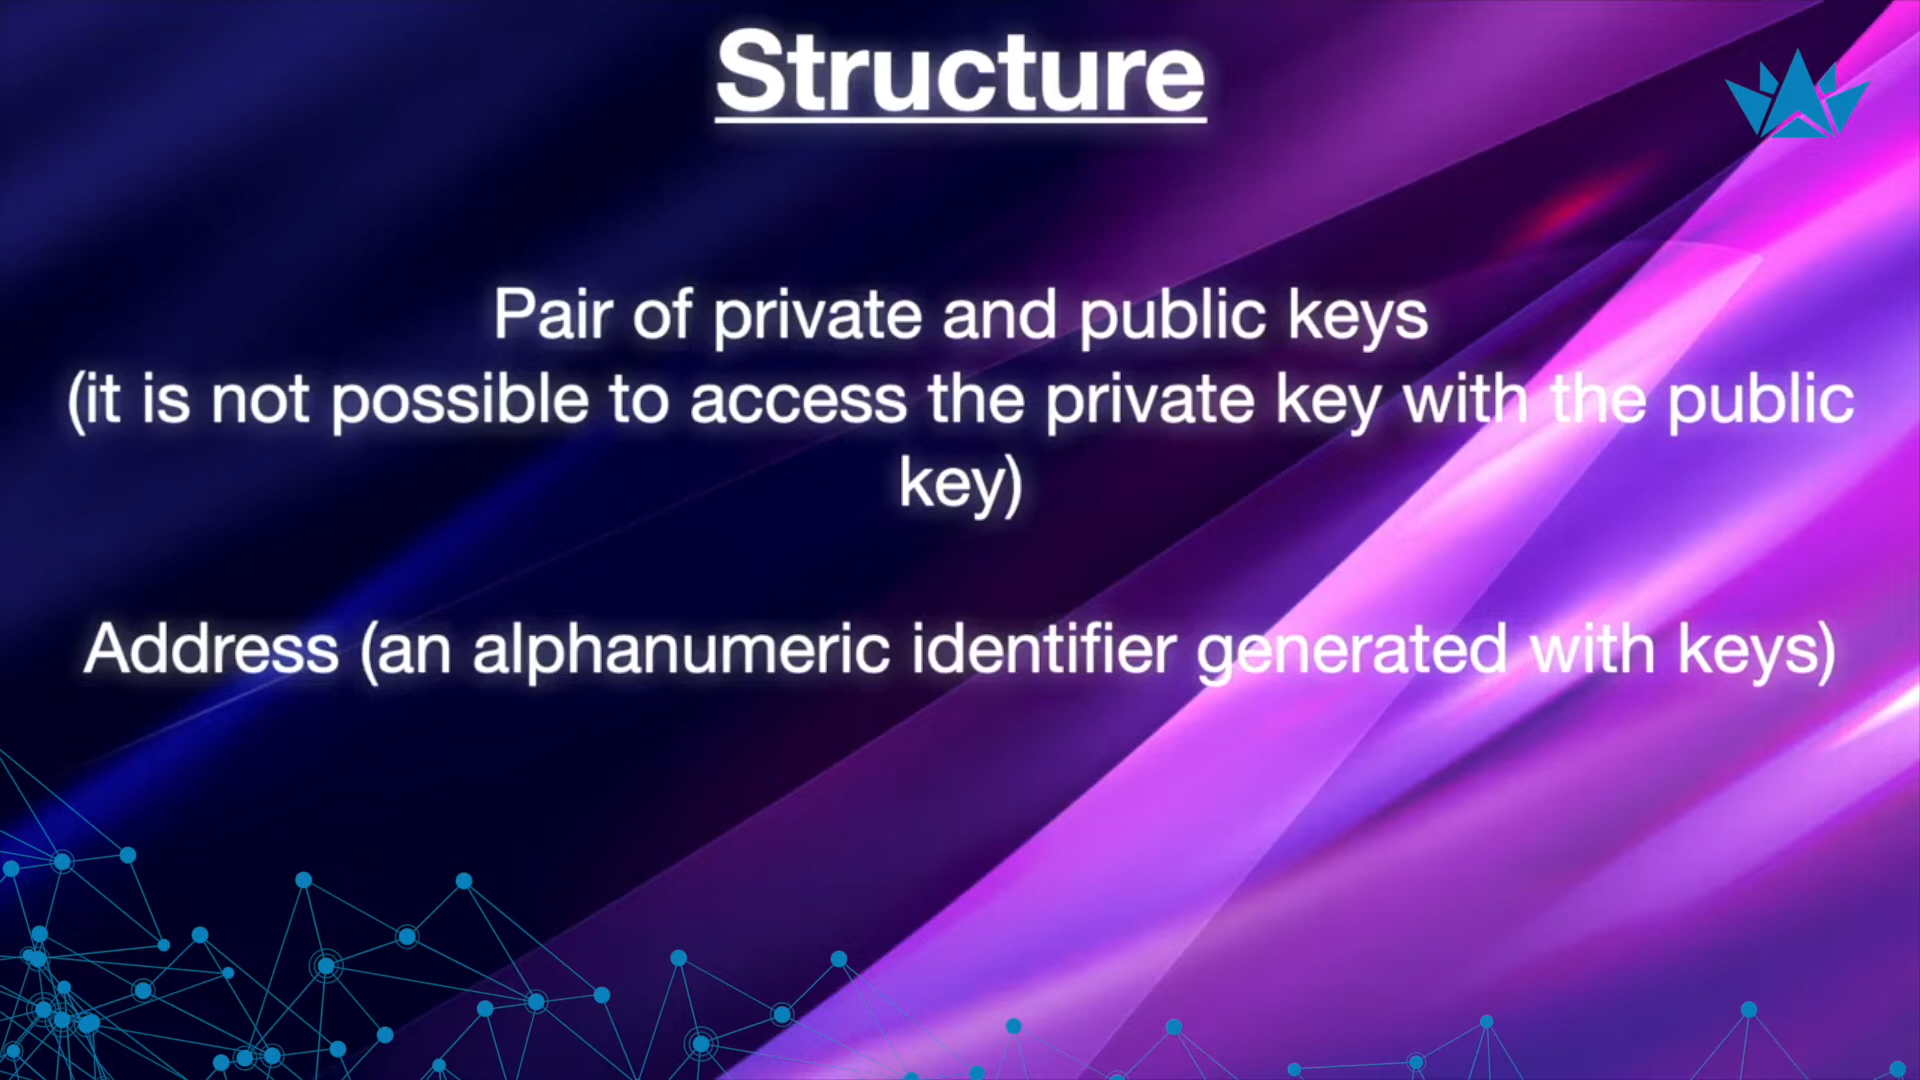 Structure
Pair of private and public keys
(it is not possible to access the private key with the public
key)
Address (an alphanumeric identifier generated with keys)